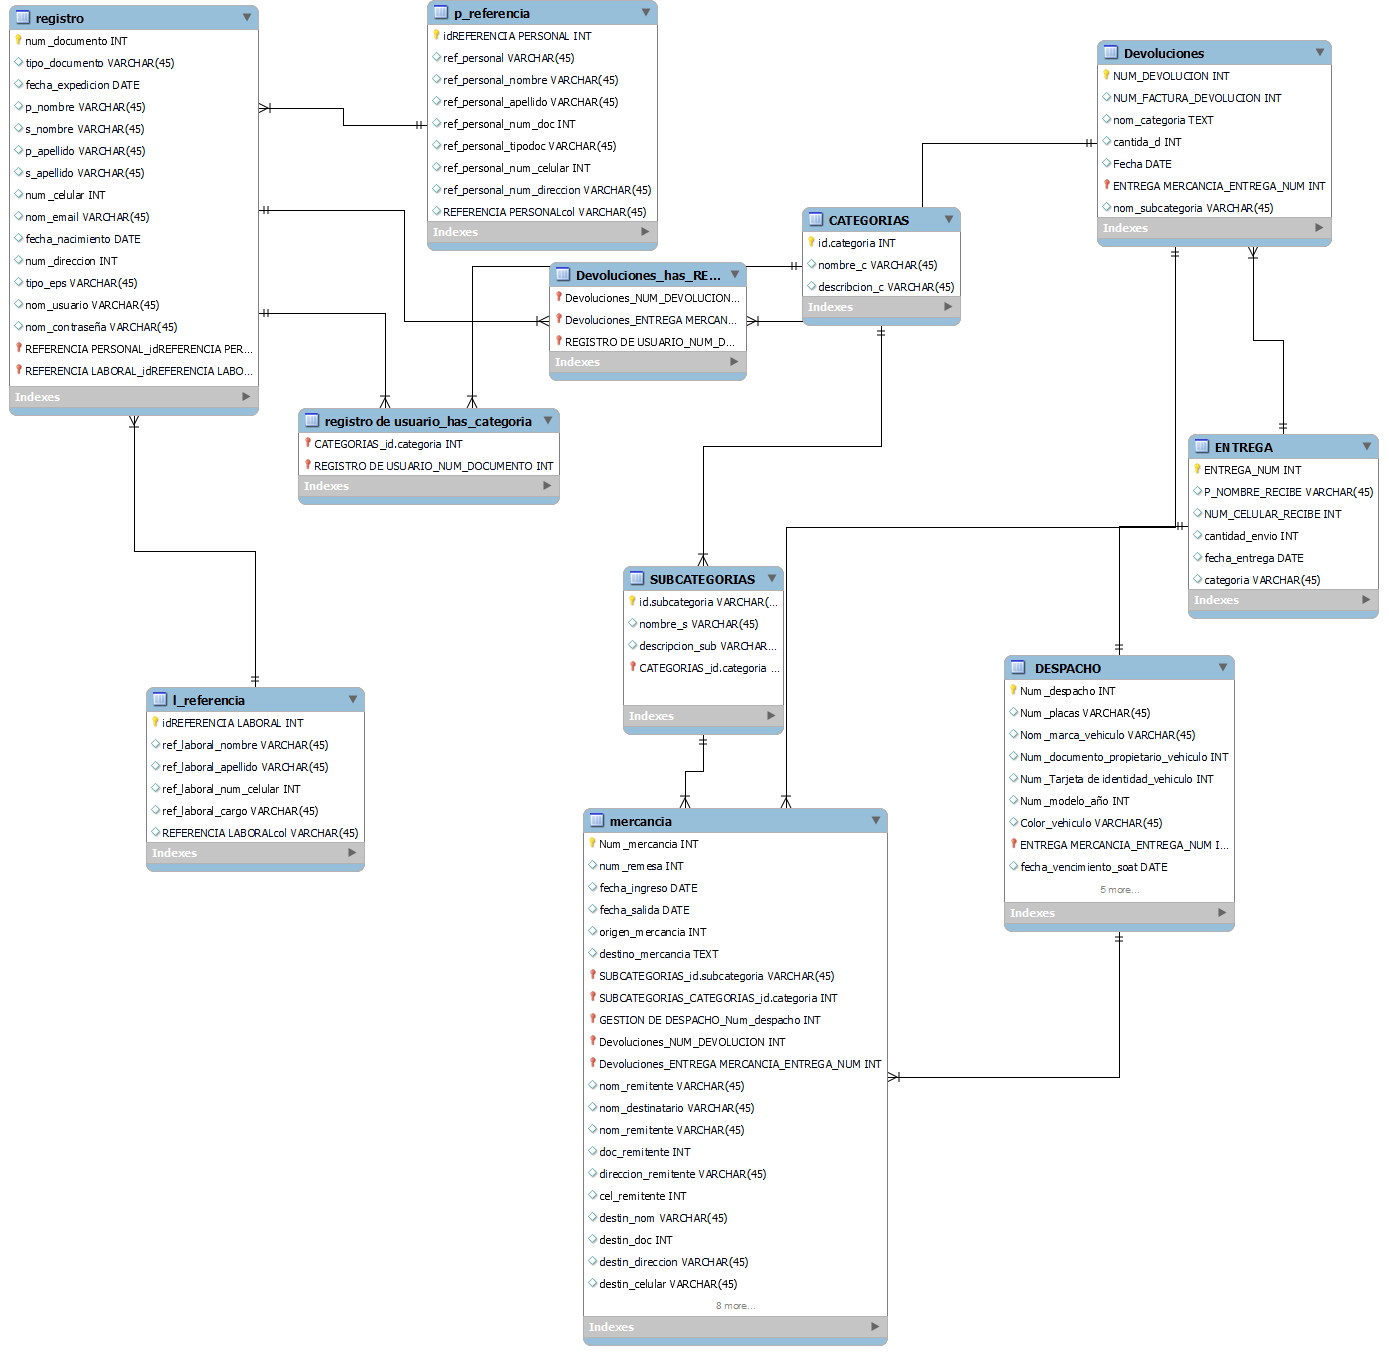 registro
num_documento INT
tipo_documento VARCHAR(45)
fecha_expedicion DATE
p_nombre VARCHAR(45)
s_nombre VARCHAR(45)
p_apellido VARCHAR(45)
s_apellido VARCHAR(45)
num_celular INT
nom_email VARCHAR(45)
fecha_nacimiento DATE
num_direccion INT
tipo_eps VARCHAR(45)
nom_usuario VARCHAR(45)
nom_contraseña VARCHAR(45)
REFERENCIA PERSONAL_idREFERENCIA PER...
REFERENCIA LABORAL_idREFERENCIA LABO...
Indexes
p_referencia
idREFERENCIA PERSONAL INT
ref_personal VARCHAR(45)
ref_personal_nombre VARCHAR(45)
ref_personal_apellido VARCHAR(45)
ref_personal_num_doc INT
ref_personal_tipodoc VARCHAR(45)
ref_personal_num_celular INT
ref_personal_num_direccion VARCHAR(45)
REFERENCIA PERSONALcol VARCHAR(45)
Indexes
Devoluciones
NUM_DEVOLUCION INT
NUM_FACTURA_DEVOLUCION INT
nom_categoria TEXT
cantida_d INT
Fecha DATE
ENTREGA MERCANCIA_ENTREGA_NUM INT
nom_subcategoria VARCHAR(45)
Indexes
CATEGORIAS
id.categoria INT
nombre_c VARCHAR(45)
describcion_c VARCHAR(45)
Indexes
Devoluciones_has_RE...
Devoluciones_NUM_DEVOLUCION...
Devoluciones_ENTREGA MERCAN...
REGISTRO DE USUARIO_NUM_D...
Indexes
registro de usuario_has_categoria
CATEGORIAS_id.categoria INT
REGISTRO DE USUARIO_NUM_DOCUMENTO INT
Indexes
ENTREGA
ENTREGA_NUM INT
P_NOMBRE_RECIBE VARCHAR(45)
NUM_CELULAR_RECIBE INT
cantidad_envio INT
fecha_entrega DATE
categoria VARCHAR(45)
Indexes
SUBCATEGORIAS
id.subcategoria VARCHAR(...
nombre_s VARCHAR(45)
descripcion_sub VARCHAR...
CATEGORIAS_id.categoria ...
Indexes
l_referencia
idREFERENCIA LABORAL INT
ref_laboral_nombre VARCHAR(45)
ref_laboral_apellido VARCHAR(45)
ref_laboral_num_celular INT
ref_laboral_cargo VARCHAR(45)
REFERENCIA LABORALcol VARCHAR(45)
Indexes
DESPACHO
Num_despacho INT
Num_placas VARCHAR(45)
Nom_marca_vehiculo VARCHAR(45)
Num_documento_propietario_vehiculo INT
Num_Tarjeta de identidad_vehiculo INT
Num_modelo_año INT
Color_vehiculo VARCHAR(45)
ENTREGA MERCANCIA_ENTREGA_NUM I...
fecha_vencimiento_soat DATE
5 more...
Indexes
mercancia
Num_mercancia INT
num_remesa INT
fecha_ingreso DATE
fecha_salida DATE
origen_mercancia INT
destino_mercancia TEXT
SUBCATEGORIAS_id.subcategoria VARCHAR(45)
SUBCATEGORIAS_CATEGORIAS_id.categoria INT
GESTION DE DESPACHO_Num_despacho INT
Devoluciones_NUM_DEVOLUCION INT
Devoluciones_ENTREGA MERCANCIA_ENTREGA_NUM INT
nom_remitente VARCHAR(45)
nom_destinatario VARCHAR(45)
nom_remitente VARCHAR(45)
doc_remitente INT
direccion_remitente VARCHAR(45)
cel_remitente INT
destin_nom VARCHAR(45)
destin_doc INT
destin_direccion VARCHAR(45)
destin_celular VARCHAR(45)
8 more...
Indexes